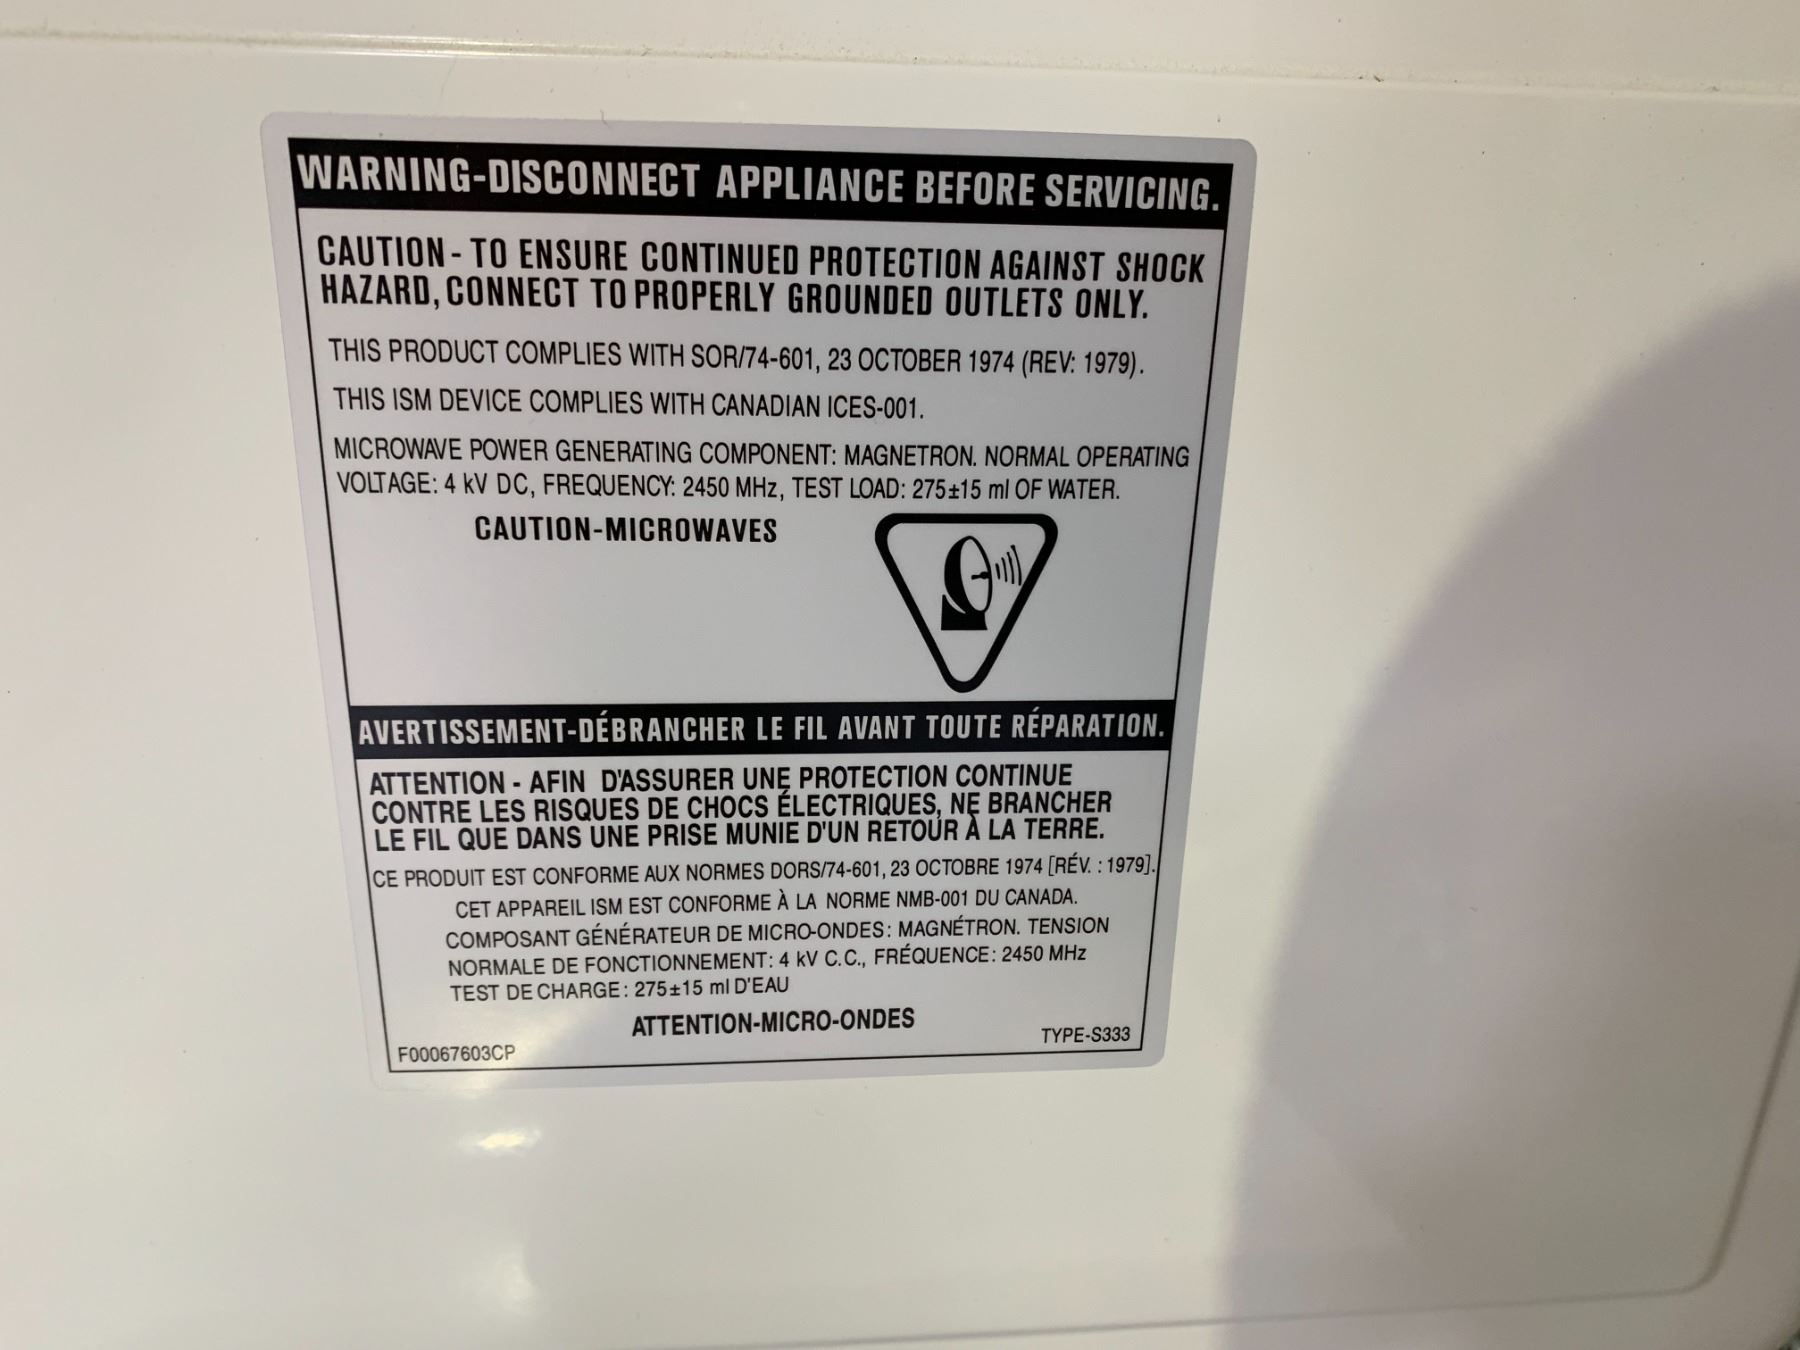 WARNING-DISCONNECT APPLIANCE BEFORE SERVICING.
CAUTION - TO ENSURE CONTINUED PROTECTION AGAINST SHOCK
HAZARD, CONNECT TO PROPERLY GROUNDED OUTLETS ONLY.
THIS PRODUCT COMPLIES WITH SOR/74-601, 23 OCTOBER 1974 (REV: 1979).
THIS ISM DEVICE COMPLIES WITH CANADIAN ICES-001.
MICROWAVE POWER GENERATING COMPONENT: MAGNETRON. NORMAL OPERATING
VOLTAGE: 4 kV DC, FREQUENCY: 2450 MHz, TEST LOAD: 275±15 ml OF WATER.
CAUTION-MICROWAVES
AVERTISSEMENT-DÉBRANCHER LE FIL AVANT TOUTE RÉPARATION.
ATTENTION - AFIN D'ASSURER UNE PROTECTION CONTINUE
CONTRE LES RISQUES DE CHOCS ÉLECTRIQUES, NE BRANCHER
LE FIL QUE DANS UNE PRISE MUNIE D'UN RETOUR À LA TERRE.
CE PRODUIT EST CONFORME AUX NORMES DORS/74-601, 23 OCTOBRE 1974 [RÉV. : 1979].
CET APPAREIL ISM EST CONFORME À LA NORME NMB-001 DU CANADA.
COMPOSANT GÉNÉRATEUR DE MICRO-ONDES: MAGNÉTRON. TENSION
NORMALE DE FONCTIONNEMENT: 4 kV C.C., FRÉQUENCE: 2450 MHz
TEST DE CHARGE: 275±15 ml D'EAU
ATTENTION-MICRO-ONDES
F00067603CP
TYPE-S333